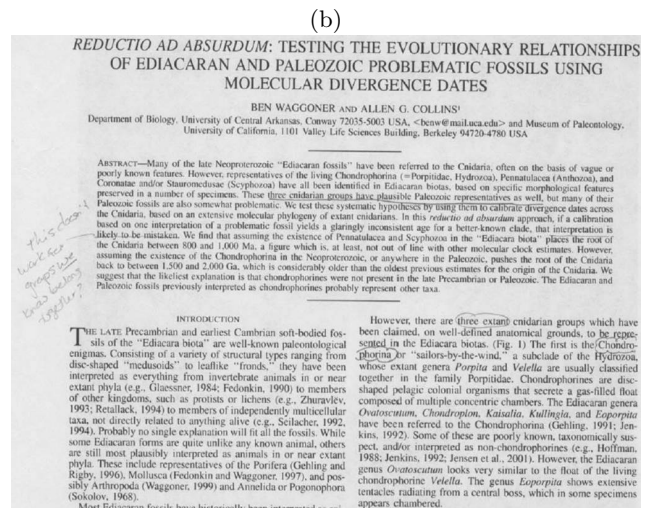 (b)
REDUCTIO AD ABSURDUM: TESTING THE EVOLUTIONARY RELATIONSHIPS
OF EDIACARAN AND PALEOZOIC PROBLEMATIC FOSSILS USING
MOLECULAR DIVERGENCE DATES
BEN WAGGONER AND ALLEN G. COLLINS¹
Department of Biology, University of Central Arkansas, Conway 72035-5003 USA, <benw@mail.uca.edu> and Museum of Paleontology,
University of California, 1101 Valley Life Sciences Building, Berkeley 94720-4780 USA
ABSTRACT—Many of the late Neoproterozoic "Ediacaran fossils" have been referred to the Cnidaria, often on the basis of vague or
poorly known features. However, representatives of the living Chondrophorina (=Porpitidae, Hydrozoa), Pennatulacea (Anthozoa), and
Coronatae and/or Stauromedusae (Scyphozoa) have all been identified in Ediacaran biotas, based on specific morphological features
preserved in a number of specimens. These three cnidarian groups have plausible Paleozoic representatives as well, but many of their
Paleozoic fossils are also somewhat problematic. We test these systematic hypotheses by using them to calibrate divergence dates across
the Cnidaria, based on an extensive molecular phylogeny of extant cnidarians. In this reductio ad absurdum approach, if a calibration
based on one interpretation of a problematic fossil yields a glaringly inconsistent age for a better-known clade, that interpretation is
likely to be mistaken. We find that assuming the existence of Pennatulacea and Scyphozoa in the "Ediacara biota" places the root of
the Cnidaria between 800 and 1,000 Ma, a figure which is, at least, not out of line with other molecular clock estimates. However,
assuming the existence of the Chondrophorina in the Neoproterozoic, or anywhere in the Paleozoic, pushes the root of the Cnidaria
back to between 1,500 and 2,000 Ga, which is considerably older than the oldest previous estimates for the origin of the Cnidaria. We
suggest that the likeliest explanation is that chondrophorines were not present in the late Precambrian or Paleozoic. The Ediacaran and
Paleozoic fossils previously interpreted as chondrophorines probably represent other taxa.
This doesn't
work for
groups
together?
INTRODUCTION
THE LATE Precambrian and earliest Cambrian soft-bodied fos-
sils of the "Ediacara biota" are well-known paleontological
enigmas. Consisting of a variety of structural types ranging from
disc-shaped "medusoids" to leaflike "fronds," they have been
interpreted as everything from invertebrate animals in or near
extant phyla (e.g., Glaessner, 1984; Fedonkin, 1990) to members
of other kingdoms, such as protists or lichens (e.g., Zhuravlev,
1993; Retallack, 1994) to members of independently multicellular
taxa, not directly related to anything alive (e.g., Seilacher, 1992,
1994). Probably no single explanation will fit all the fossils. While
some Ediacaran forms are quite unlike any known animal, others
are still most plausibly interpreted as animals in or near extant
phyla. These include representatives of the Porifera (Gehling and
Rigby, 1996), Mollusca (Fedonkin and Waggoner, 1997), and pos-
sibly Arthropoda (Waggoner, 1999) and Annelida or Pogonophora
(Sokolov, 1968).
Most Ediacaran fossils have historically been interpreted as
However, there are three extant cnidarian groups which have
been claimed, on well-defined anatomical grounds, to be repre-
sented in the Ediacara biotas. (Fig. 1) The first is the Chondro-
phorina or "sailors-by-the-wind," a subclade of the Hydrozoa,
whose extant genera Porpita and Velella are usually classified
together in the family Porpitidae. Chondrophorines are disc-
shaped pelagic colonial organisms that secrete a gas-filled float
composed of multiple concentric chambers. The Ediacaran genera
Ovatoscutum, Chondroplon, Kaisalia, Kullingia, and Eoporpita
have been referred to the Chondrophorina (Gehling, 1991; Jen-
kins, 1992). Some of these are poorly known, taxonomically sus-
pect, and/or interpreted as non-chondrophorines (e.g., Hoffman,
1988; Jenkins, 1992; Jensen et al., 2001). However, the Ediacaran
genus Ovatoscutum looks very similar to the float of the living
chondrophorine Velella. The genus Eoporpita shows extensive
tentacles radiating from a central boss, which in some specimens
appears chambered.